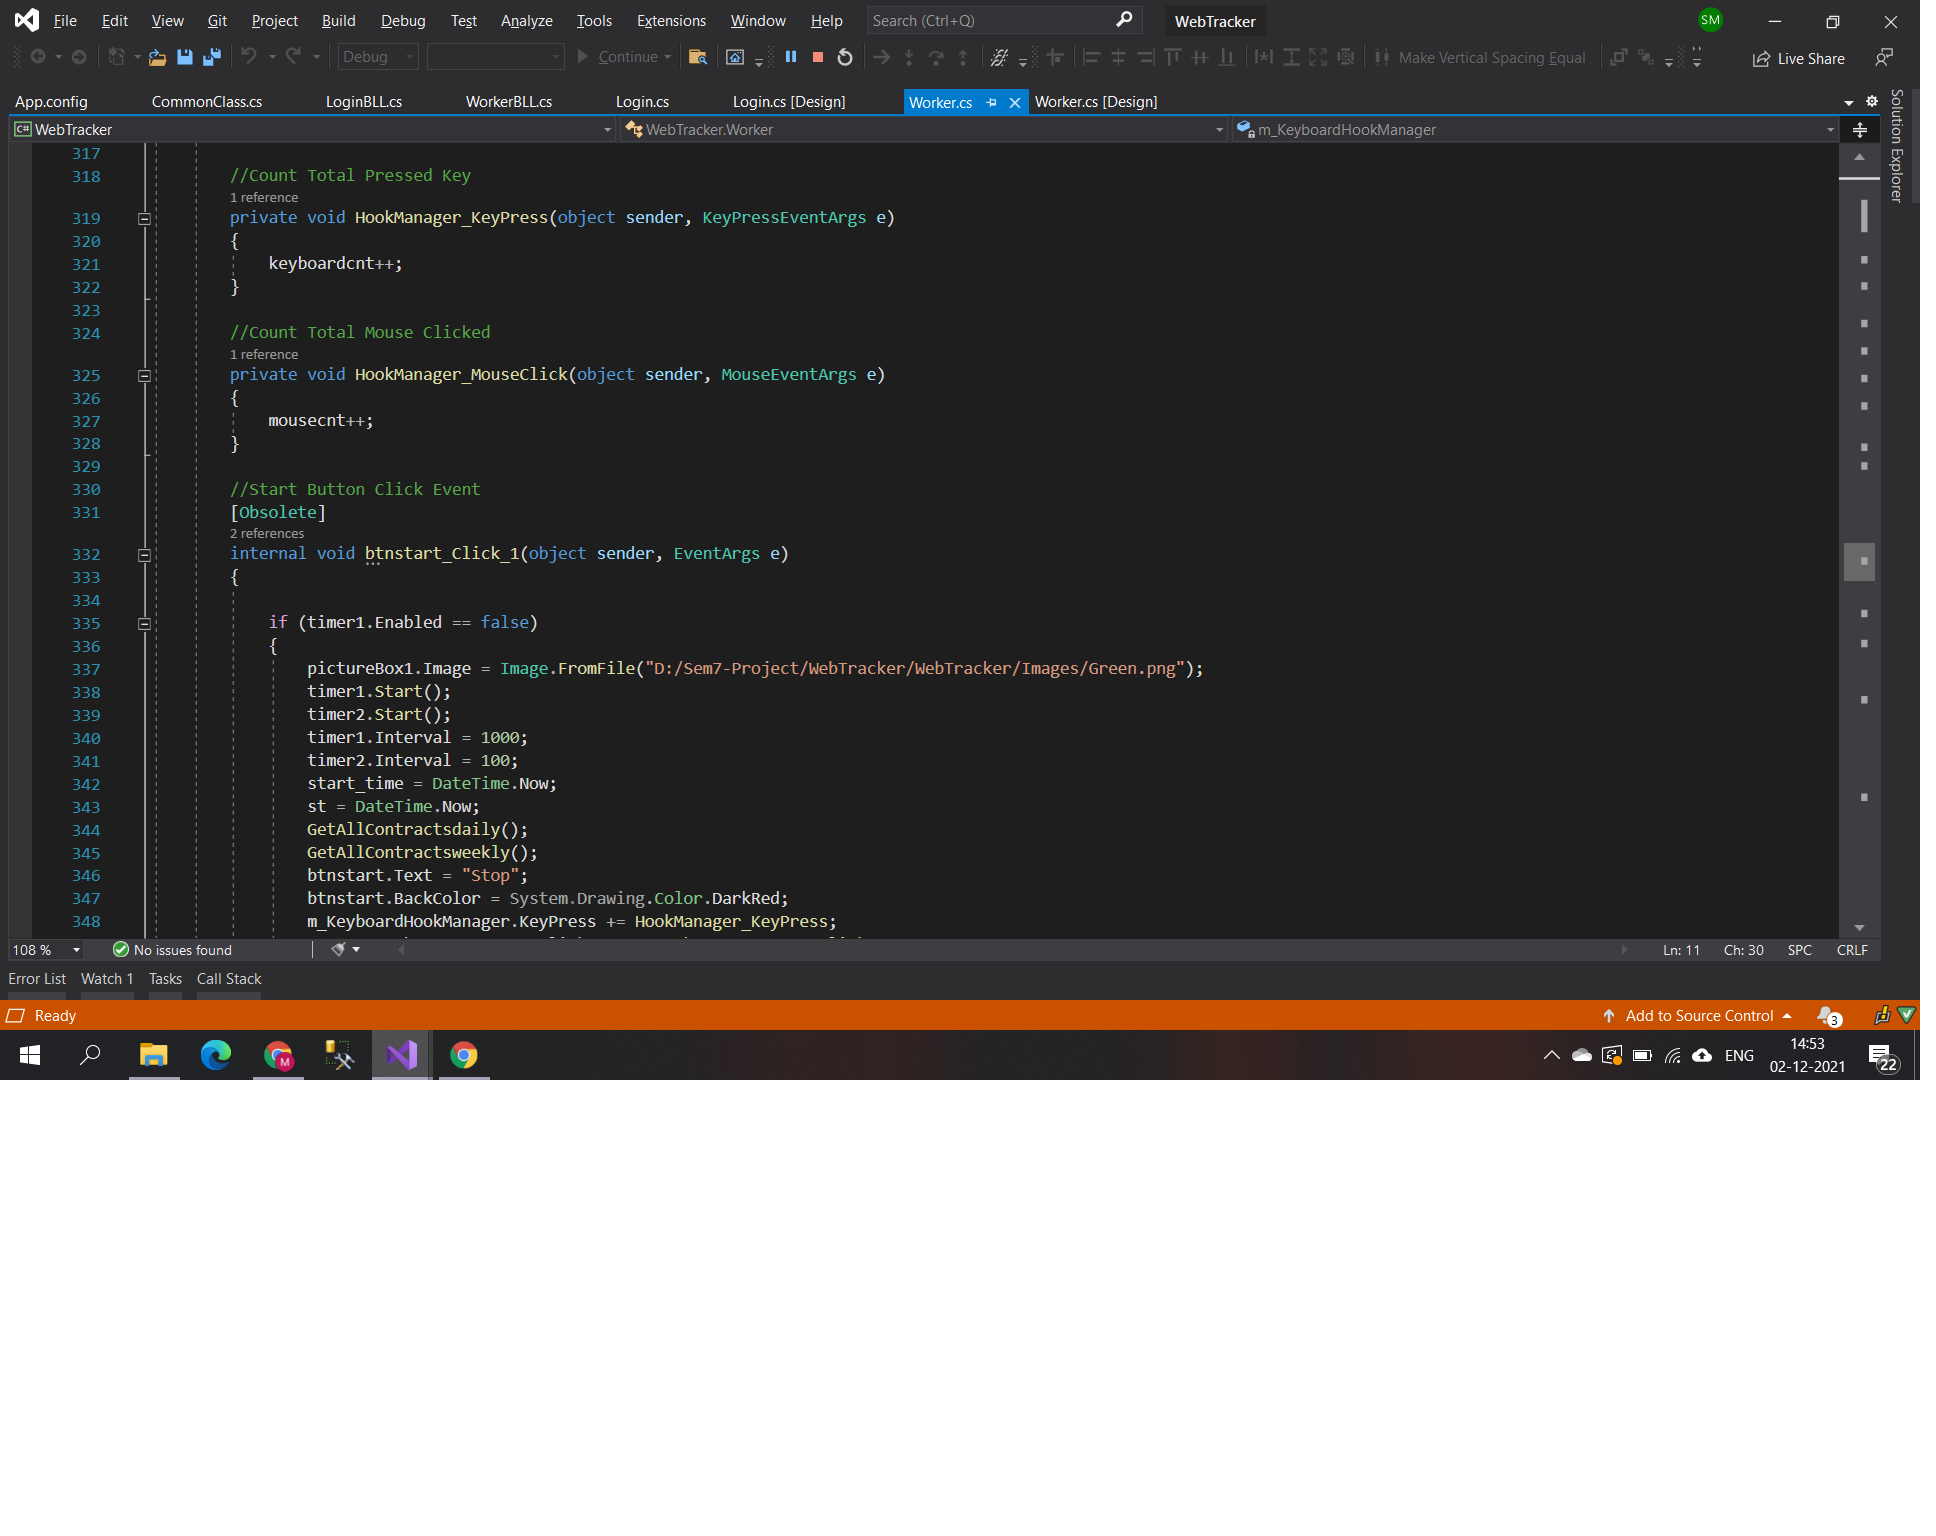 File Edit View Git Project Build Debug Test Analyze Tools Extensions Window Help Search (Ctrl+Q) WebTracker SM
Debug Continue Make Vertical Spacing Equal Live Share
App.config CommonClass.cs LoginBLL.cs WorkerBLL.cs Login.cs Login.cs [Design] Worker.cs Worker.cs [Design]
Solution Explorer
C# WebTracker WebTracker.Worker m_KeyboardHookManager
317
318 //Count Total Pressed Key
1 reference
319 private void HookManager_KeyPress(object sender, KeyPressEventArgs e)
320 {
321 keyboardcnt++;
322 }
323
324 //Count Total Mouse Clicked
1 reference
325 private void HookManager_MouseClick(object sender, MouseEventArgs e)
326 {
327 mousecnt++;
328 }
329
330 //Start Button Click Event
331 [Obsolete]
2 references
332 internal void btnstart_Click_1(object sender, EventArgs e)
333 {
334
335 if (timer1.Enabled == false)
336 {
337 pictureBox1.Image = Image.FromFile("D:/Sem7-Project/WebTracker/WebTracker/Images/Green.png");
338 timer1.Start();
339 timer2.Start();
340 timer1.Interval = 1000;
341 timer2.Interval = 100;
342 start_time = DateTime.Now;
343 st = DateTime.Now;
344 GetAllContractsdaily();
345 GetAllContractsweekly();
346 btnstart.Text = "Stop";
347 btnstart.BackColor = System.Drawing.Color.DarkRed;
348 m_KeyboardHookManager.KeyPress += HookManager_KeyPress;
108 % No issues found Ln: 11 Ch: 30 SPC CRLF
Error List Watch 1 Tasks Call Stack
Ready Add to Source Control 3
M ENG 14:53 22
02-12-2021